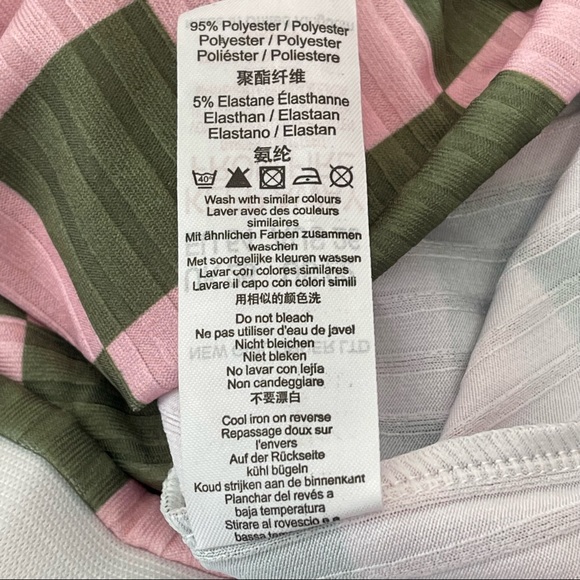 95% Polyester / Polyester
Polyester / Polyester
Poliéster / Poliestere
聚酯纤维
5% Elastane Élasthanne
Elasthan / Elastaan
Elastano / Elastan
氨纶
40°
Wash with similar colours
Laver avec des couleurs
similaires
Mit ähnlichen Farben zusammen
waschen
Met soortgelijke kleuren wassen
Lavar con colores similares
Lavare il capo con colori simili
用相似的颜色洗
Do not bleach
Ne pas utiliser d'eau de javel
Nicht bleichen
Niet bleken
No lavar con lejía
Non candeggiare
不要漂白
Cool iron on reverse
Repassage doux sur
l'envers
Auf der Rückseite
kühl bügeln
Koud strijken aan de binnenkant
Planchar del revés a
baja temperatura
Stirare al rovescio
bassa